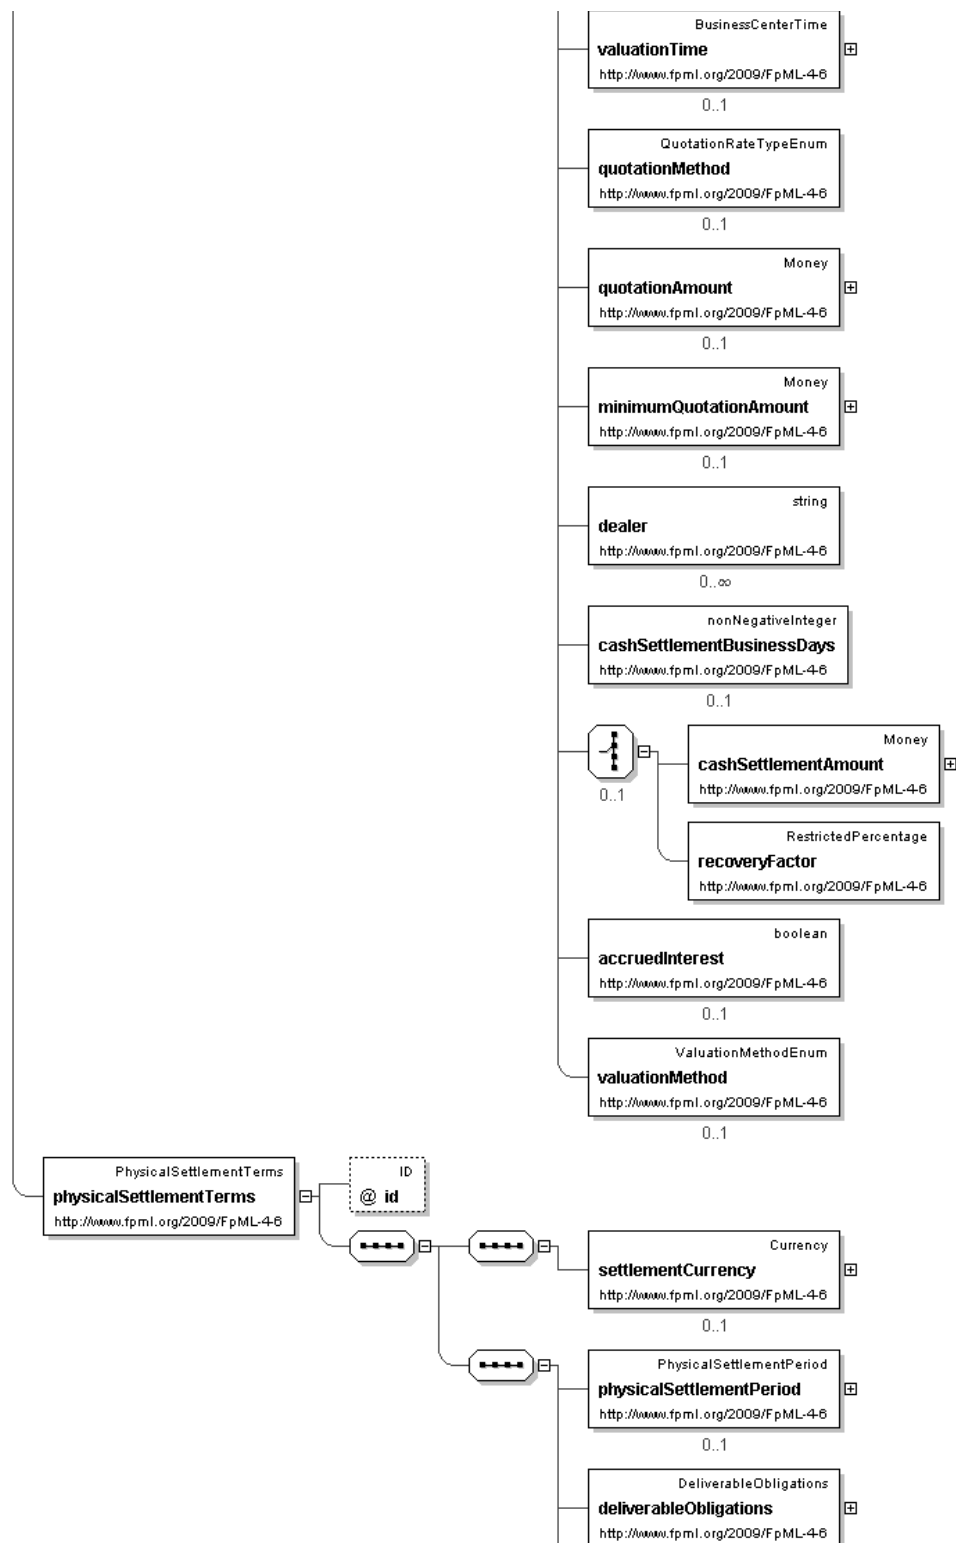 BusinessCenterTime
valuationTime
http://www.fpml.org/2009/FpML-4-6
0..1
QuotationRateTypeEnum
quotationMethod
http://www.fpml.org/2009/FpML-4-6
0..1
Money
quotationAmount
http://www.fpml.org/2009/FpML-4-6
0..1
Money
minimumQuotationAmount
http://www.fpml.org/2009/FpML-4-6
0..1
string
dealer
http://www.fpml.org/2009/FpML-4-6
0..∞
nonNegativeInteger
cashSettlementBusinessDays
http://www.fpml.org/2009/FpML-4-6
0..1
0..1
Money
cashSettlementAmount
http://www.fpml.org/2009/FpML-4-6
RestrictedPercentage
recoveryFactor
http://www.fpml.org/2009/FpML-4-6
boolean
accruedInterest
http://www.fpml.org/2009/FpML-4-6
0..1
ValuationMethodEnum
valuationMethod
http://www.fpml.org/2009/FpML-4-6
0..1
PhysicalSettlementTerms
physicalSettlementTerms
http://www.fpml.org/2009/FpML-4-6
ID
@ id
Currency
settlementCurrency
http://www.fpml.org/2009/FpML-4-6
0..1
PhysicalSettlementPeriod
physicalSettlementPeriod
http://www.fpml.org/2009/FpML-4-6
0..1
DeliverableObligations
deliverableObligations
http://www.fpml.org/2009/FpML-4-6